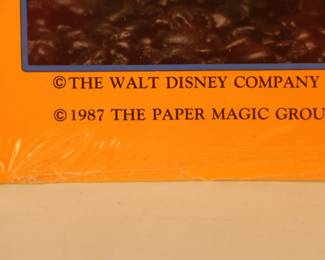 © THE WALT DISNEY COMPANY
© 1987 THE PAPER MAGIC GROU